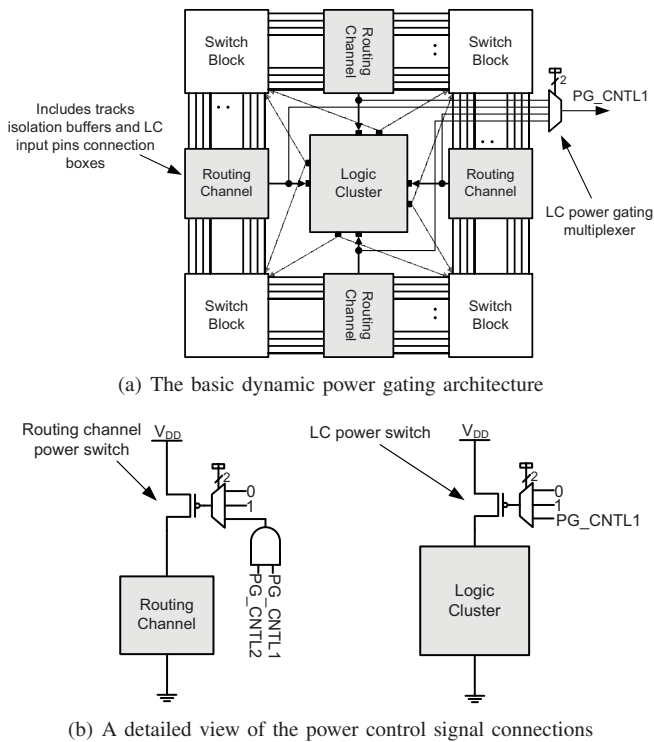 Switch
Block
Routing
Channel
Switch
Block
2
PG_CNTL1
Includes tracks
isolation buffers and LC
input pins connection
boxes
Routing
Channel
Logic
Cluster
Routing
Channel
LC power gating
multiplexer
Switch
Block
Routing
Channel
Switch
Block
(a) The basic dynamic power gating architecture
Routing channel
power switch
VDD
2
0
1
PG_CNTL1
PG_CNTL2
Routing
Channel
LC power switch
VDD
2
0
1
PG_CNTL1
Logic
Cluster
(b) A detailed view of the power control signal connections